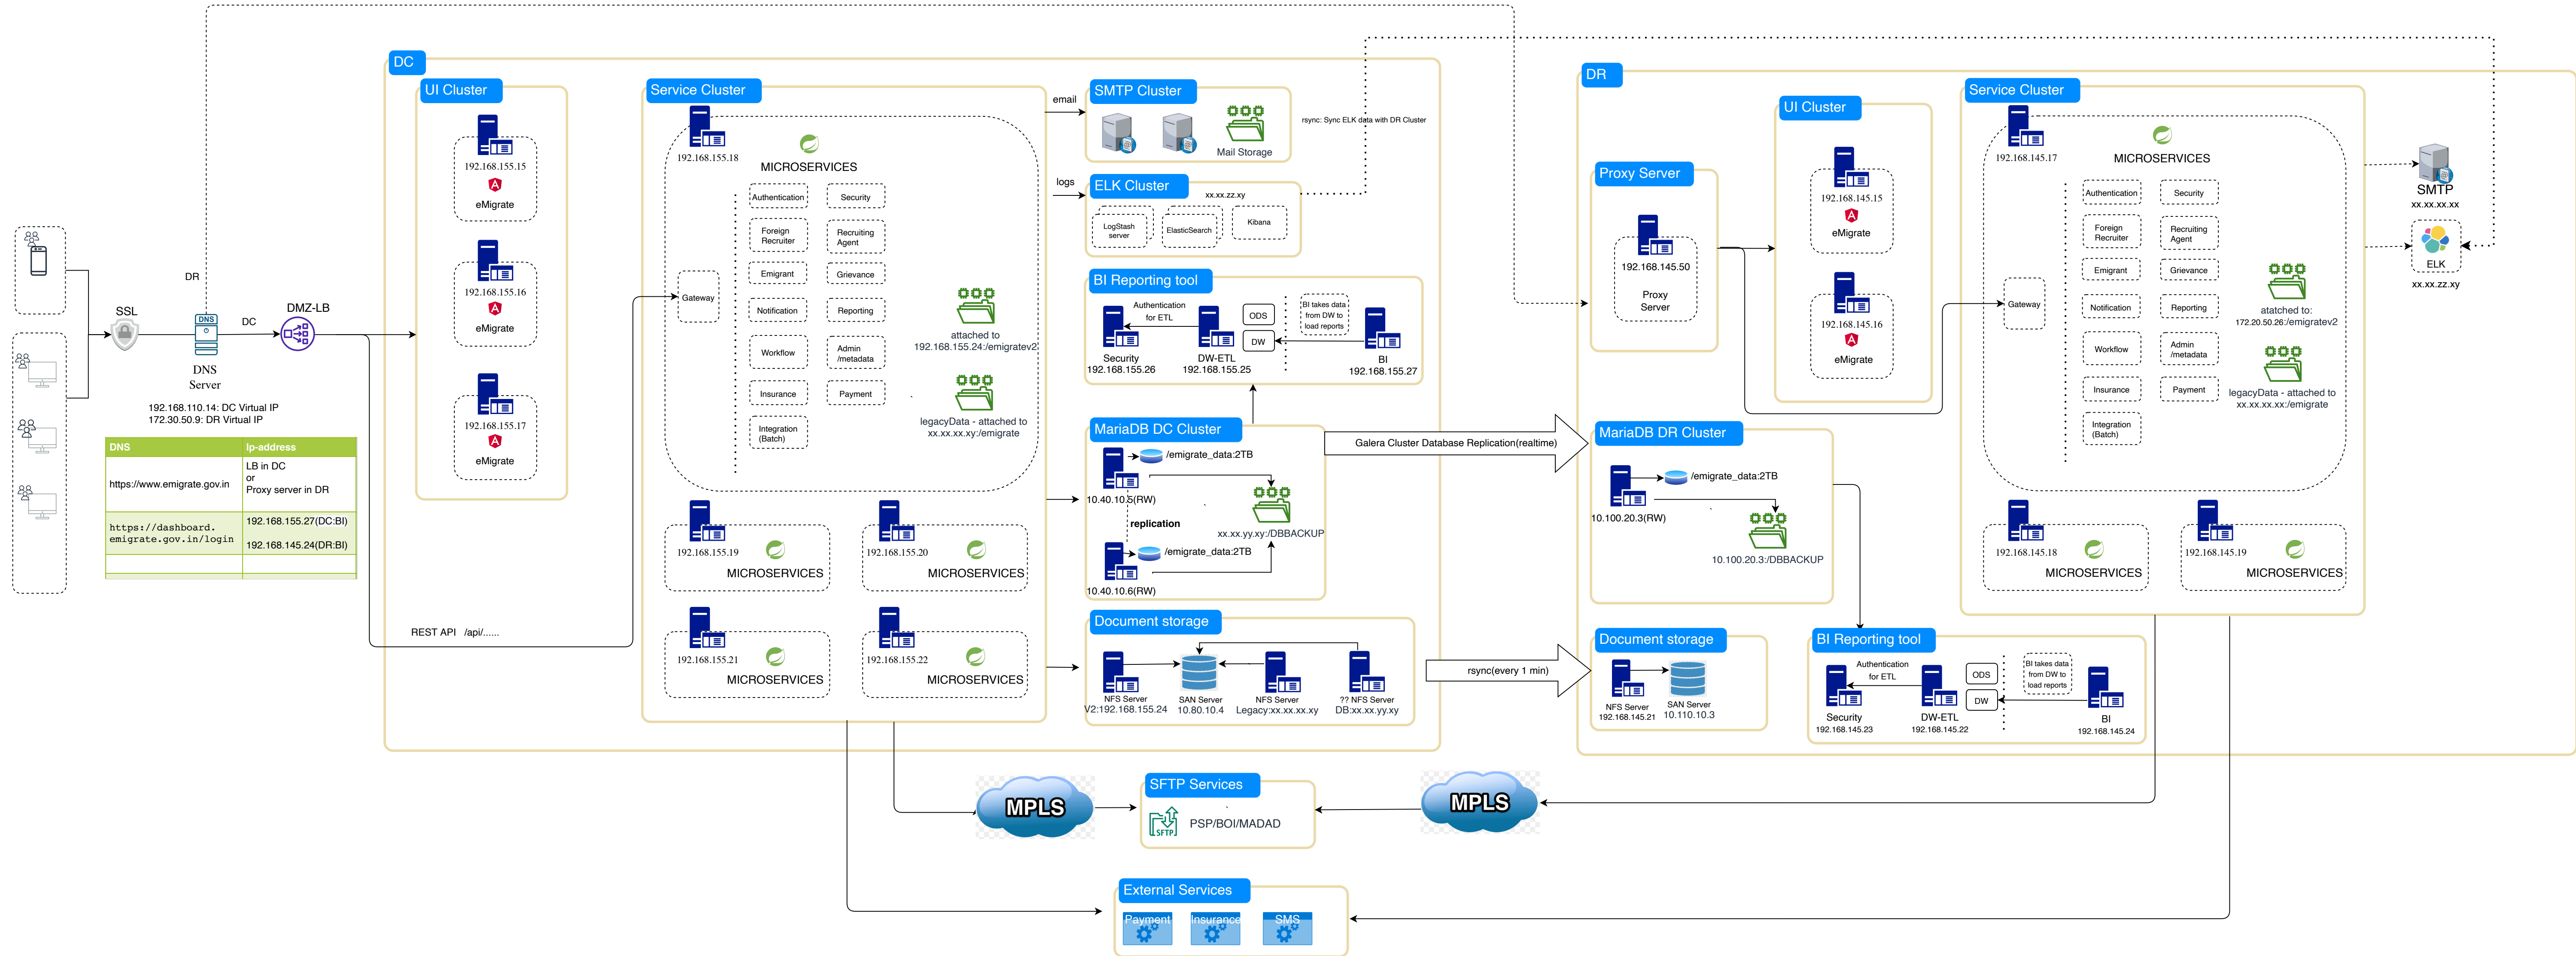 DR
SSL
DC
DMZ-LB
DNS
DNS
Server
192.168.110.14: DC Virtual IP
172.30.50.9: DR Virtual IP
DNS
Ip-address
https://www.emigrate.gov.in
LB in DC
or
Proxy server in DR
https://dashboard.
emigrate.gov.in/login
192.168.155.27(DC:BI)
192.168.145.24(DR:BI)
REST API /api/......
DC
UI Cluster
192.168.155.15
eMigrate
192.168.155.16
eMigrate
192.168.155.17
eMigrate
Service Cluster
192.168.155.18
MICROSERVICES
Gateway
Authentication
Security
Foreign
Recruiter
Recruiting
Agent
Emigrant
Grievance
Notification
Reporting
Workflow
Admin
/metadata
Insurance
Payment
Integration
(Batch)
attached to
192.168.155.24:/emigratev2
legacyData - attached to
xx.xx.xx.xy:/emigrate
192.168.155.19
MICROSERVICES
192.168.155.20
MICROSERVICES
192.168.155.21
MICROSERVICES
192.168.155.22
MICROSERVICES
email
logs
SMTP Cluster
Mail Storage
rsync: Sync ELK data with DR Cluster
ELK Cluster
xx.xx.zz.xy
LogStash
server
ElasticSearch
Kibana
BI Reporting tool
Authentication
for ETL
ODS
DW
BI takes data
from DW to
load reports
Security
192.168.155.26
DW-ETL
192.168.155.25
BI
192.168.155.27
MariaDB DC Cluster
/emigrate_data:2TB
10.40.10.5(RW)
replication
xx.xx.yy.xy:/DBBACKUP
/emigrate_data:2TB
10.40.10.6(RW)
Galera Cluster Database Replication(realtime)
Document storage
NFS Server
V2:192.168.155.24
SAN Server
10.80.10.4
NFS Server
Legacy:xx.xx.xx.xy
?? NFS Server
DB:xx.xx.yy.xy
rsync(every 1 min)
DR
Proxy Server
192.168.145.50
Proxy
Server
UI Cluster
192.168.145.15
eMigrate
192.168.145.16
eMigrate
Service Cluster
192.168.145.17
MICROSERVICES
Gateway
Authentication
Security
Foreign
Recruiter
Recruiting
Agent
Emigrant
Grievance
Notification
Reporting
Workflow
Admin
/metadata
Insurance
Payment
Integration
(Batch)
atatched to:
172.20.50.26:/emigratev2
legacyData - attached to
xx.xx.xx.xx:/emigrate
192.168.145.18
MICROSERVICES
192.168.145.19
MICROSERVICES
SMTP
xx.xx.xx.xx
ELK
xx.xx.zz.xy
MariaDB DR Cluster
/emigrate_data:2TB
10.100.20.3(RW)
10.100.20.3:/DBBACKUP
Document storage
NFS Server
192.168.145.21
SAN Server
10.110.10.3
BI Reporting tool
Authentication
for ETL
ODS
DW
BI takes data
from DW to
load reports
Security
192.168.145.23
DW-ETL
192.168.145.22
BI
192.168.145.24
MPLS
SFTP Services
SFTP
PSP/BOI/MADAD
MPLS
External Services
Payment
Insurance
SMS